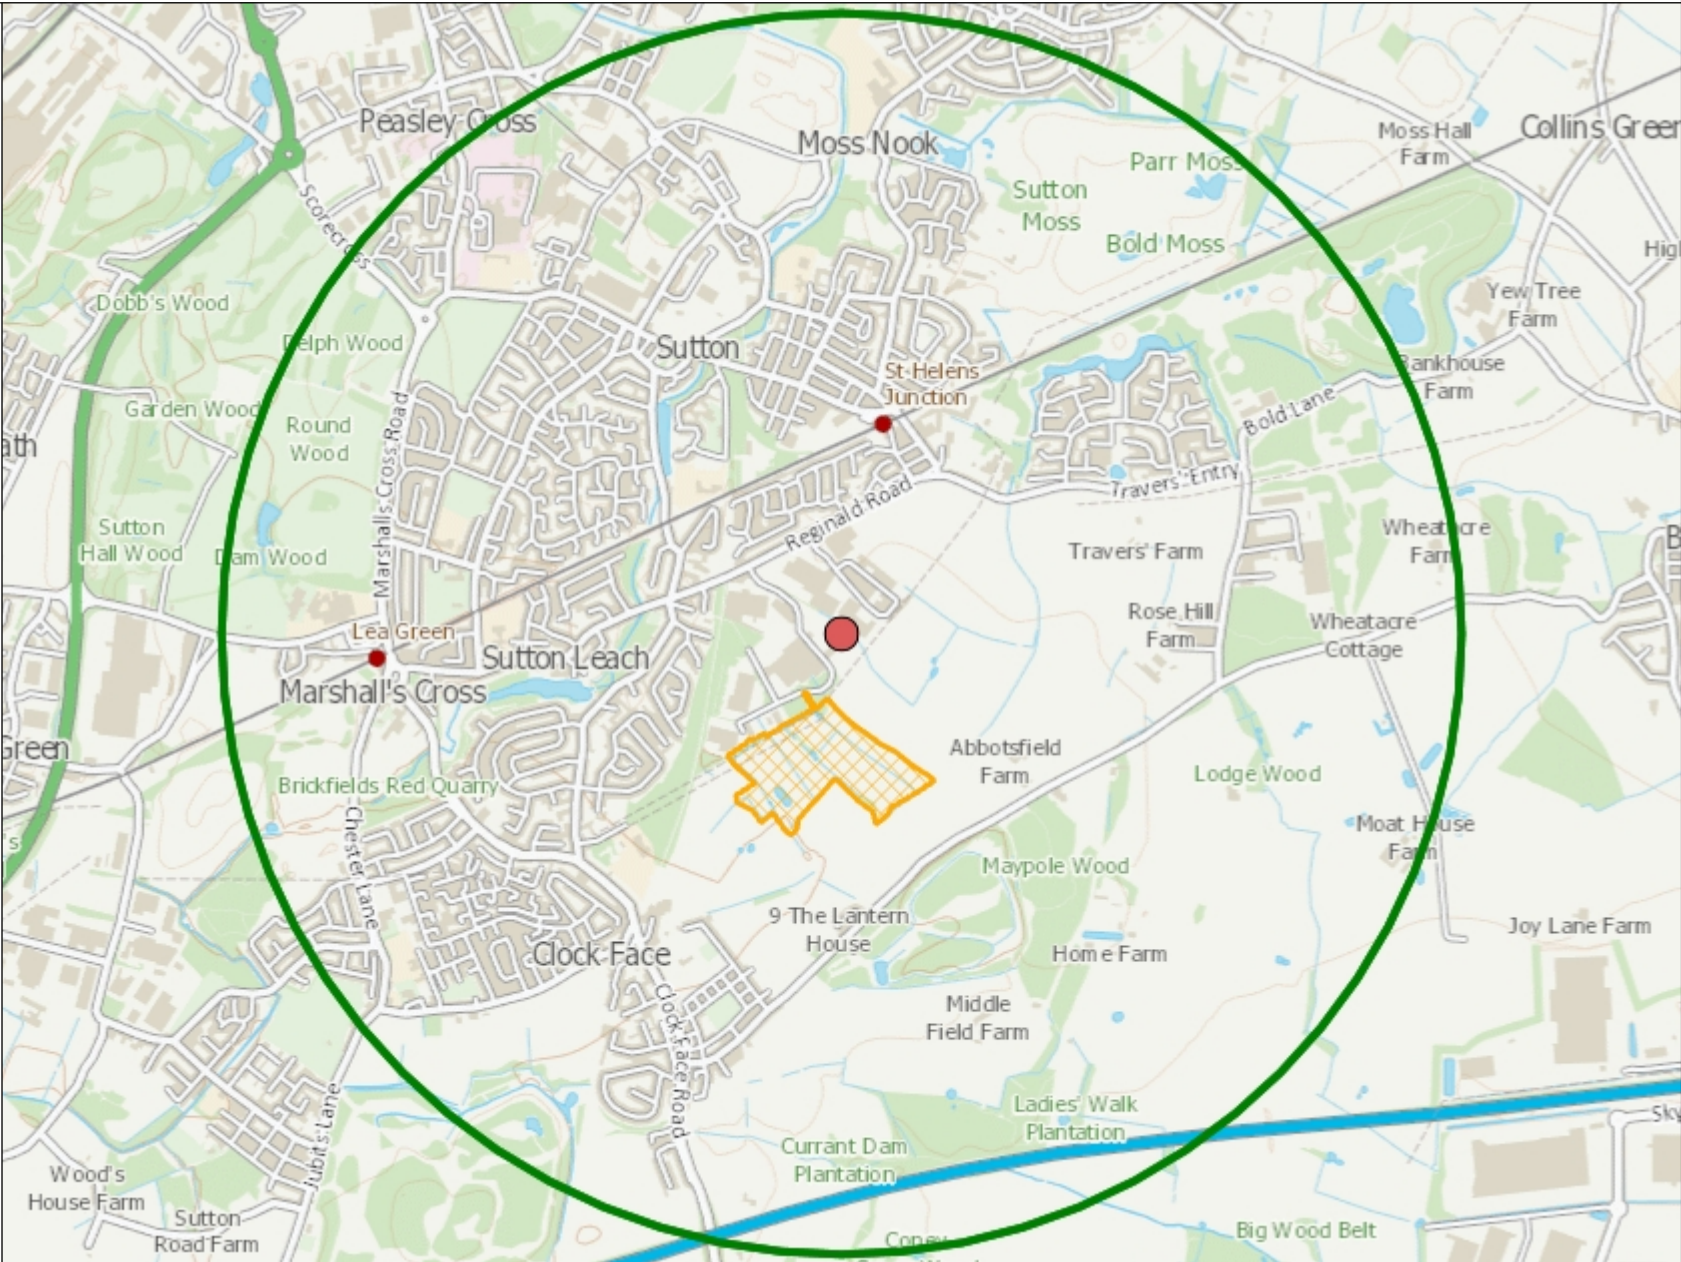 Peasley Cross
Moss Nook
Moss Hall
Farm
Collins Green
Parr Moss
Sutton
Moss
Bold Moss
Scorecross
High
Dobb's Wood
Yew Tree
Farm
Delph Wood
Sutton
St Helens
Junction
Bankhouse
Farm
Garden Wood
Round
Wood
Bold Lane
ath
Marshalls Cross Road
Travers' Entry
Reginald Road
Sutton
Hall Wood
Dam Wood
Travers' Farm
Wheatacre
Farm
B
Lea Green
Rose Hill
Farm
Wheatacre
Cottage
Sutton Leach
Marshall's Cross
Green
Abbotsfield
Farm
Lodge Wood
Brickfields Red Quarry
Chester Lane
Moat House
Farm
s
Maypole Wood
9 The Lantern
House
Joy Lane Farm
Clock Face
Home Farm
Middle
Field Farm
Clock Face Road
Jubits Lane
Ladies' Walk
Plantation
Sky
Currant Dam
Plantation
Wood's
House Farm
Sutton
Road Farm
Big Wood Belt
Coney